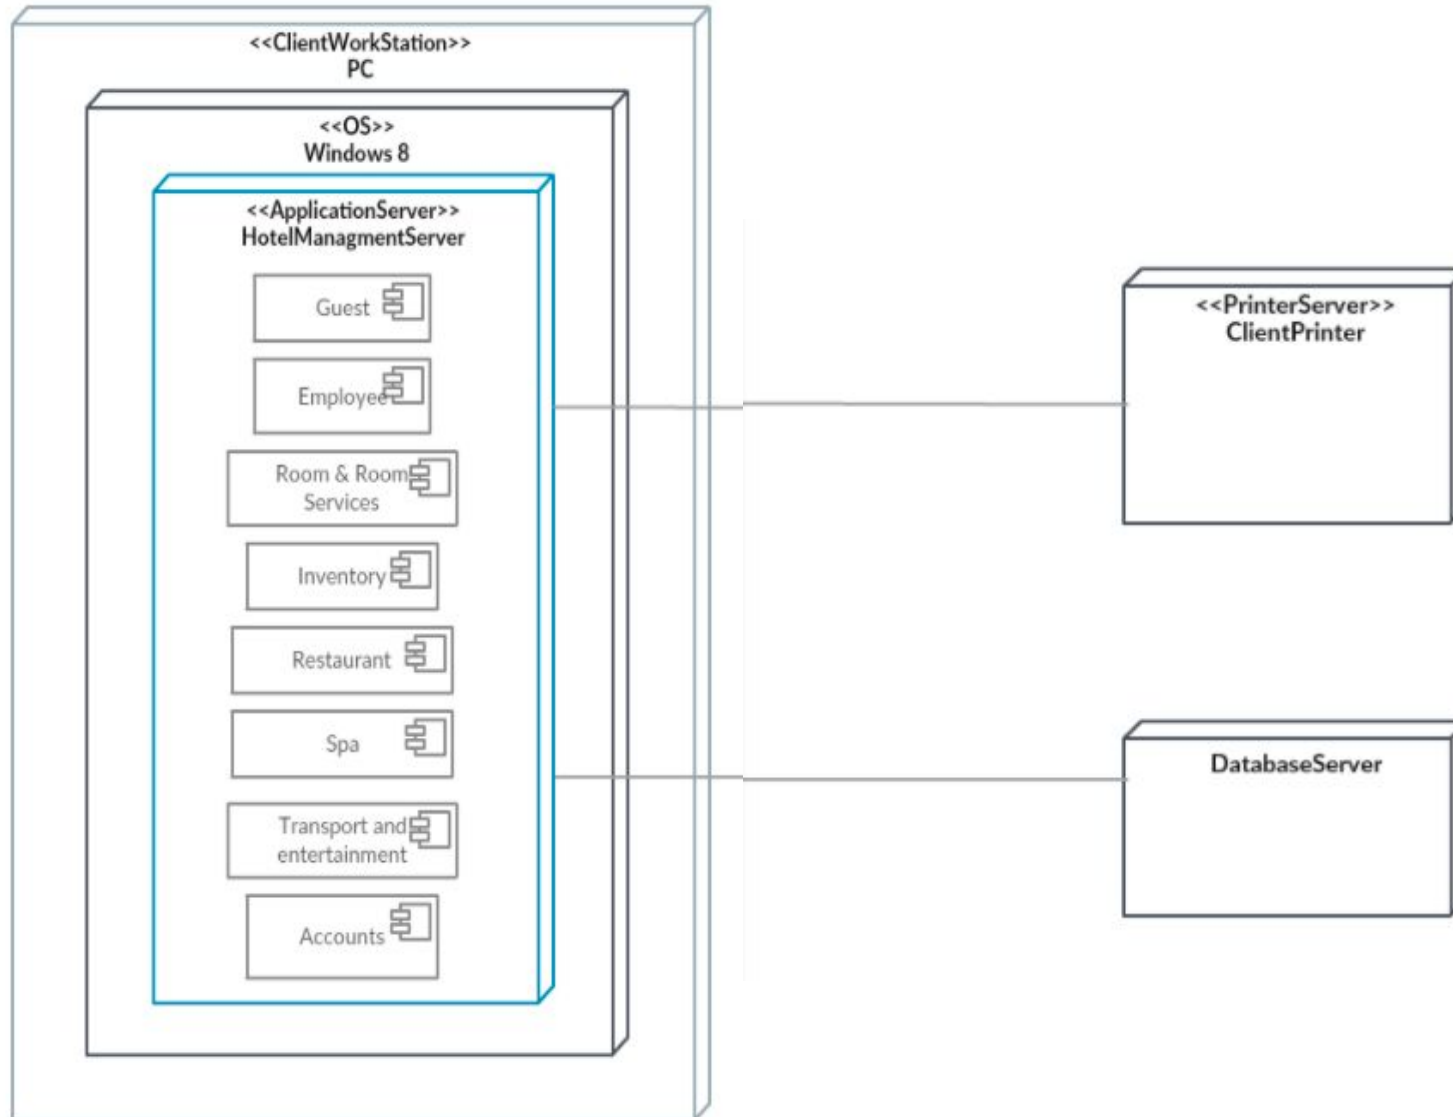 <<ClientWorkStation>>
PC
<<OS>>
Windows 8
<<ApplicationServer>>
HotelManagmentServer
Guest
Employee
Room & Room
Services
Inventory
Restaurant
Spa
Transport and
entertainment
Accounts
<<PrinterServer>>
ClientPrinter
DatabaseServer